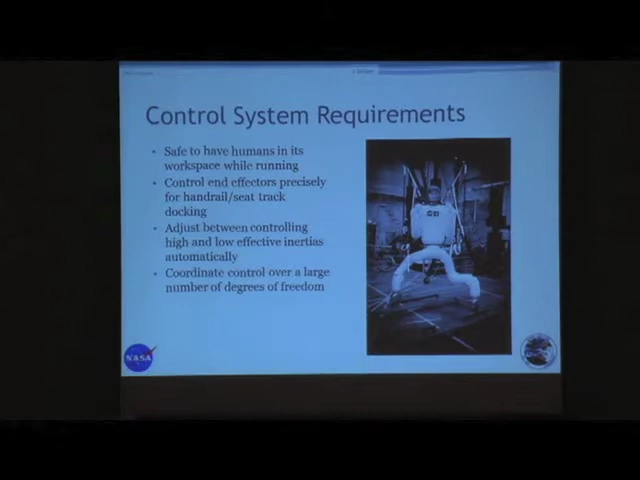 Control System Requirements
• Safe to have humans in its
workspace while running
• Control end effectors precisely
for handrail/seat track
docking
• Adjust between controlling
high and low effective inertias
automatically
• Coordinate control over a large
number of degrees of freedom
NASA